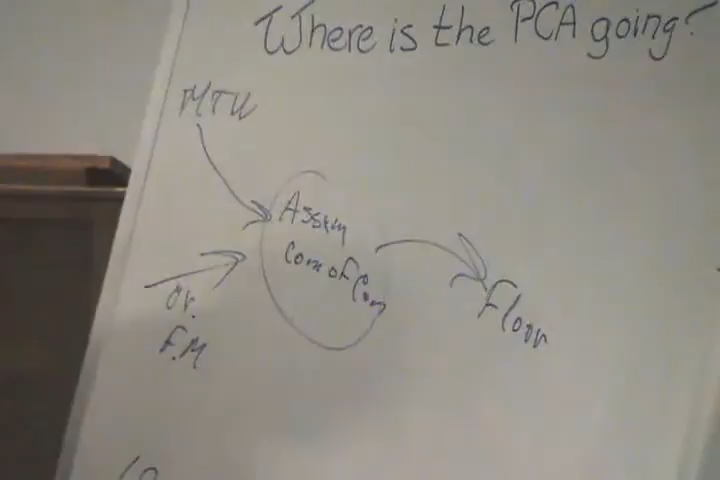 Where is the PCA going?
MTW
Assem
Com of Com
Floor
Or.
F.M